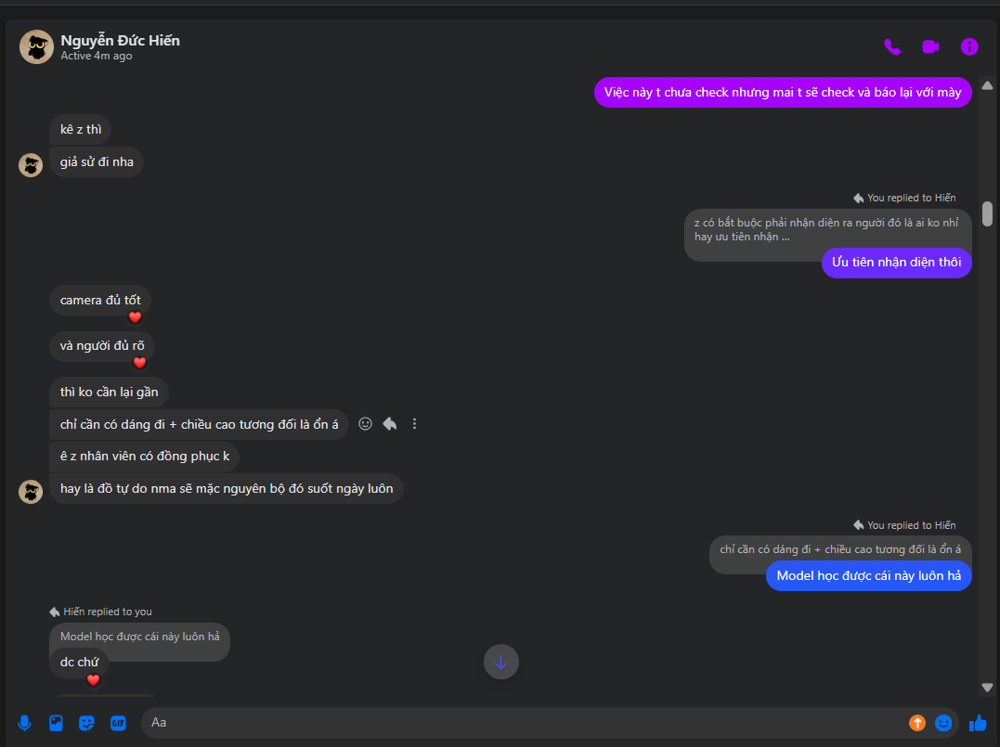 Nguyễn Đức Hiến
Active 4m ago
Việc này t chưa check nhưng mai t sẽ check và báo lại với mày
kê z thì
giả sử đi nha
You replied to Hiến
z có bắt buộc phải nhận diện ra người đó là ai ko nhỉ
hay ưu tiên nhận ...
Ưu tiên nhận diện thôi
camera đủ tốt
và người đủ rõ
thì ko cần lại gần
chỉ cần có dáng đi + chiều cao tương đối là ổn á
ê z nhân viên có đồng phục k
hay là đồ tự do nma sẽ mặc nguyên bộ đó suốt ngày luôn
You replied to Hiến
chỉ cần có dáng đi + chiều cao tương đối là ổn á
Model học được cái này luôn hả
Hiến replied to you
Model học được cái này luôn hả
dc chứ
GIF
Aa